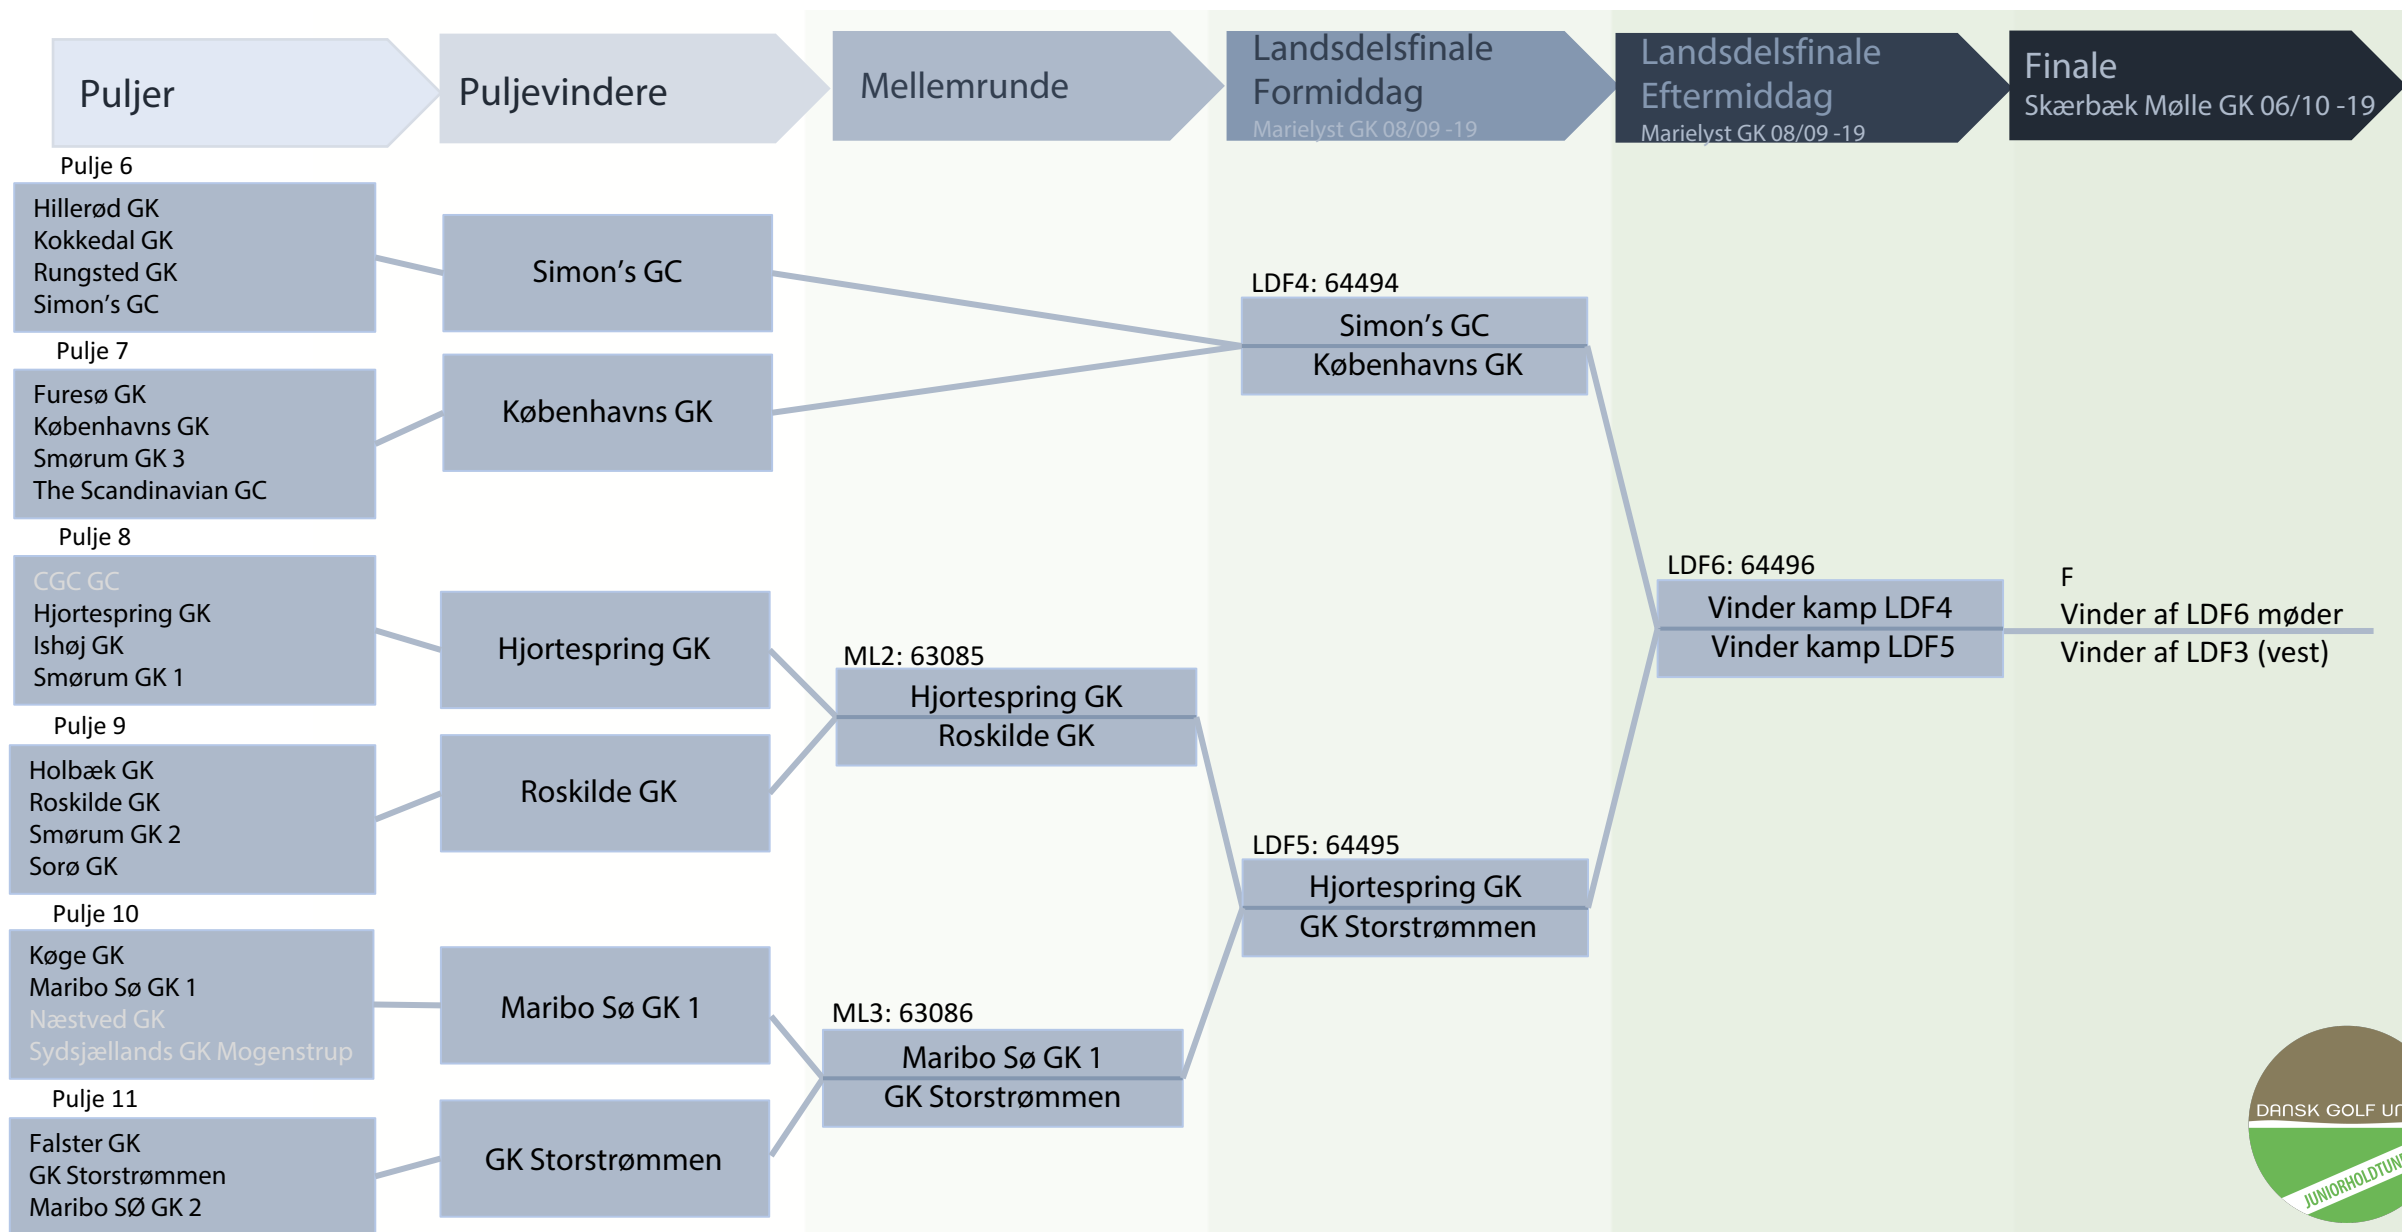 Puljer
Puljevindere
Mellemrunde
Landsdelsfinale
Formiddag
Marielyst GK 08/09 -19
Landsdelsfinale
Eftermiddag
Marielyst GK 08/09 -19
Finale
Skærbæk Mølle GK 06/10 -19
Pulje 6
Hillerød GK
Kokkedal GK
Rungsted GK
Simon's GC
Pulje 7
Furesø GK
Københavns GK
Smørum GK 3
The Scandinavian GC
Pulje 8
CGC GC
Hjortespring GK
Ishøj GK
Smørum GK 1
Pulje 9
Holbæk GK
Roskilde GK
Smørum GK 2
Sorø GK
Pulje 10
Køge GK
Maribo Sø GK 1
Næstved GK
Sydsjællands GK Mogenstrup
Pulje 11
Falster GK
GK Storstrømmen
Maribo SØ GK 2
Simon's GC
Københavns GK
Hjortespring GK
Roskilde GK
Maribo Sø GK 1
GK Storstrømmen
ML2: 63085
Hjortespring GK
Roskilde GK
ML3: 63086
Maribo Sø GK 1
GK Storstrømmen
LDF4: 64494
Simon's GC
Københavns GK
LDF5: 64495
Hjortespring GK
GK Storstrømmen
LDF6: 64496
Vinder kamp LDF4
Vinder kamp LDF5
F
Vinder af LDF6 møder
Vinder af LDF3 (vest)
DANSK GOLF